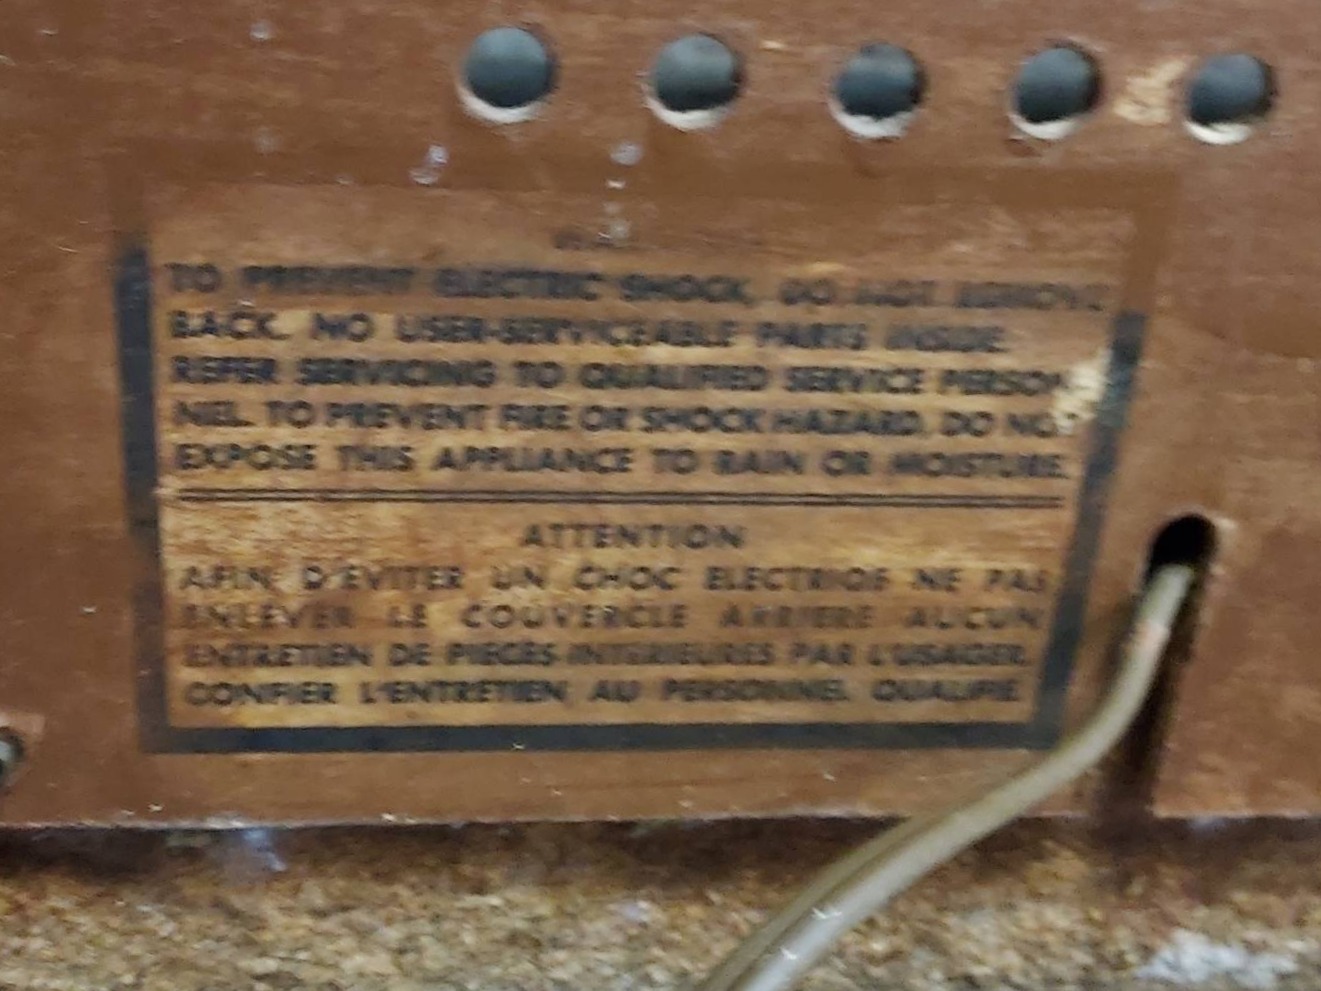 TO PREVENT ELECTRIC SHOCK, DO NOT REMOVE
BACK. NO USER-SERVICEABLE PARTS INSIDE.
REFER SERVICING TO QUALIFIED SERVICE PERSON
NEL. TO PREVENT FIRE OR SHOCK HAZARD, DO NOT
EXPOSE THIS APPLIANCE TO RAIN OR MOISTURE.
ATTENTION
AFIN D'EVITER UN CHOC ELECTRIQUE NE PAS
ENLEVER LE COUVERCLE ARRIERE AUCUN
ENTRETIEN DE PIECES INTERIEURES PAR L'USAGER.
CONFIER L'ENTRETIEN AU PERSONNEL QUALIFIE.